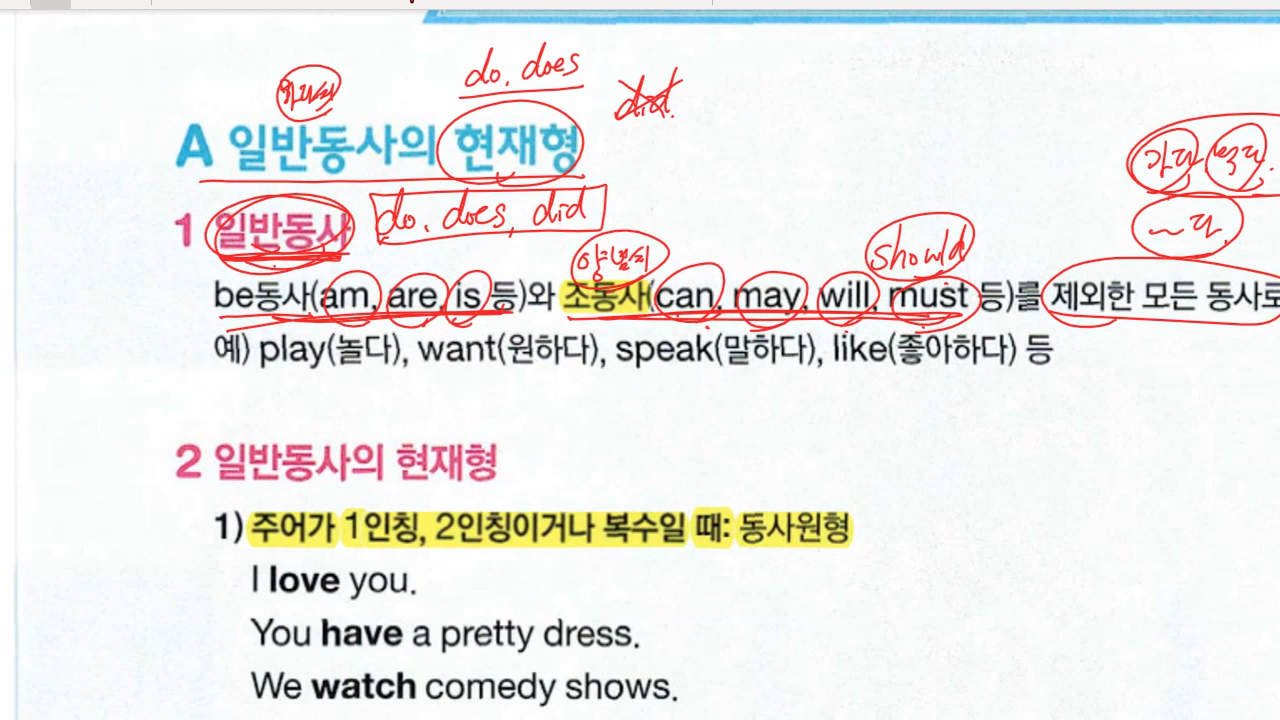 do. does
did.
A 일반동사의 현재형
가다 먹다.
1 일반동사 do. does, did
~다.
양념치 should
be동사(am, are, is 등)와 조동사(can, may, will, must 등)를 제외한 모든 동사로
예) play(놀다), want(원하다), speak(말하다), like(좋아하다) 등
2 일반동사의 현재형
1) 주어가 1인칭, 2인칭이거나 복수일 때: 동사원형
I love you.
You have a pretty dress.
We watch comedy shows.